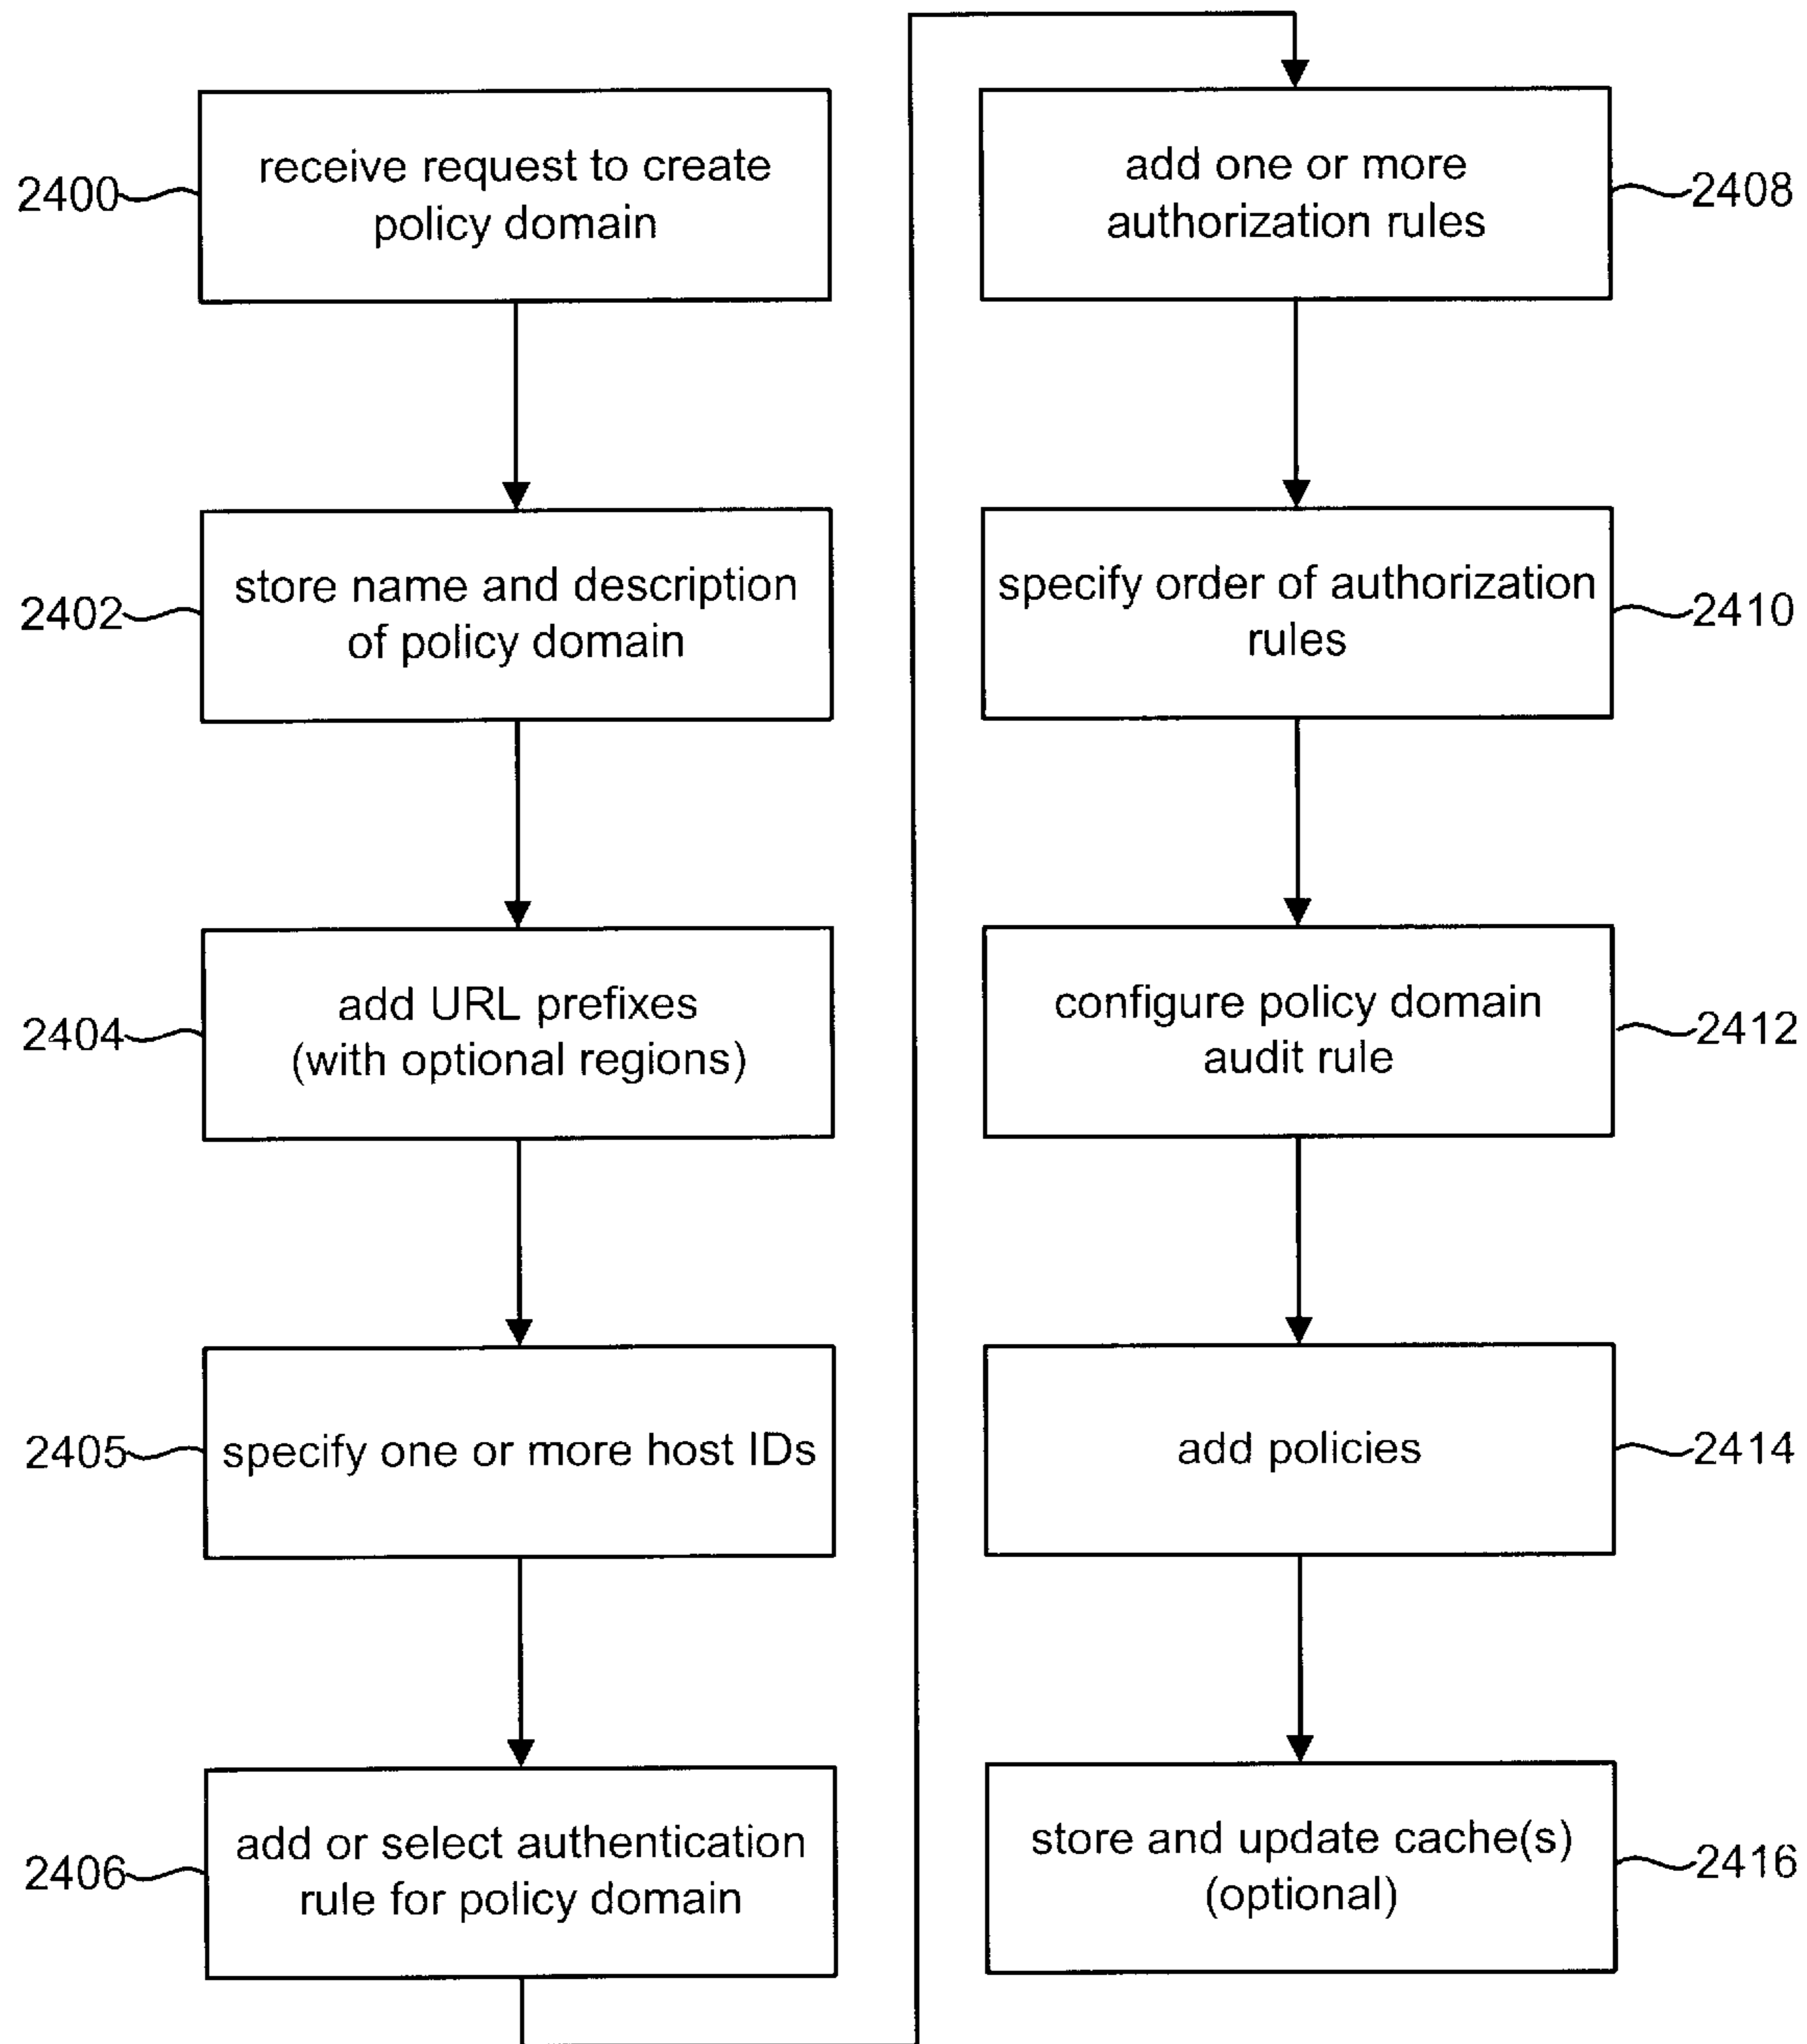 2400
receive request to create
policy domain
2402
store name and description
of policy domain
2404
add URL prefixes
(with optional regions)
2405
specify one or more host IDs
2406
add or select authentication
rule for policy domain
add one or more
authorization rules
2408
specify order of authorization
rules
2410
configure policy domain
audit rule
2412
add policies
2414
store and update cache(s)
(optional)
2416